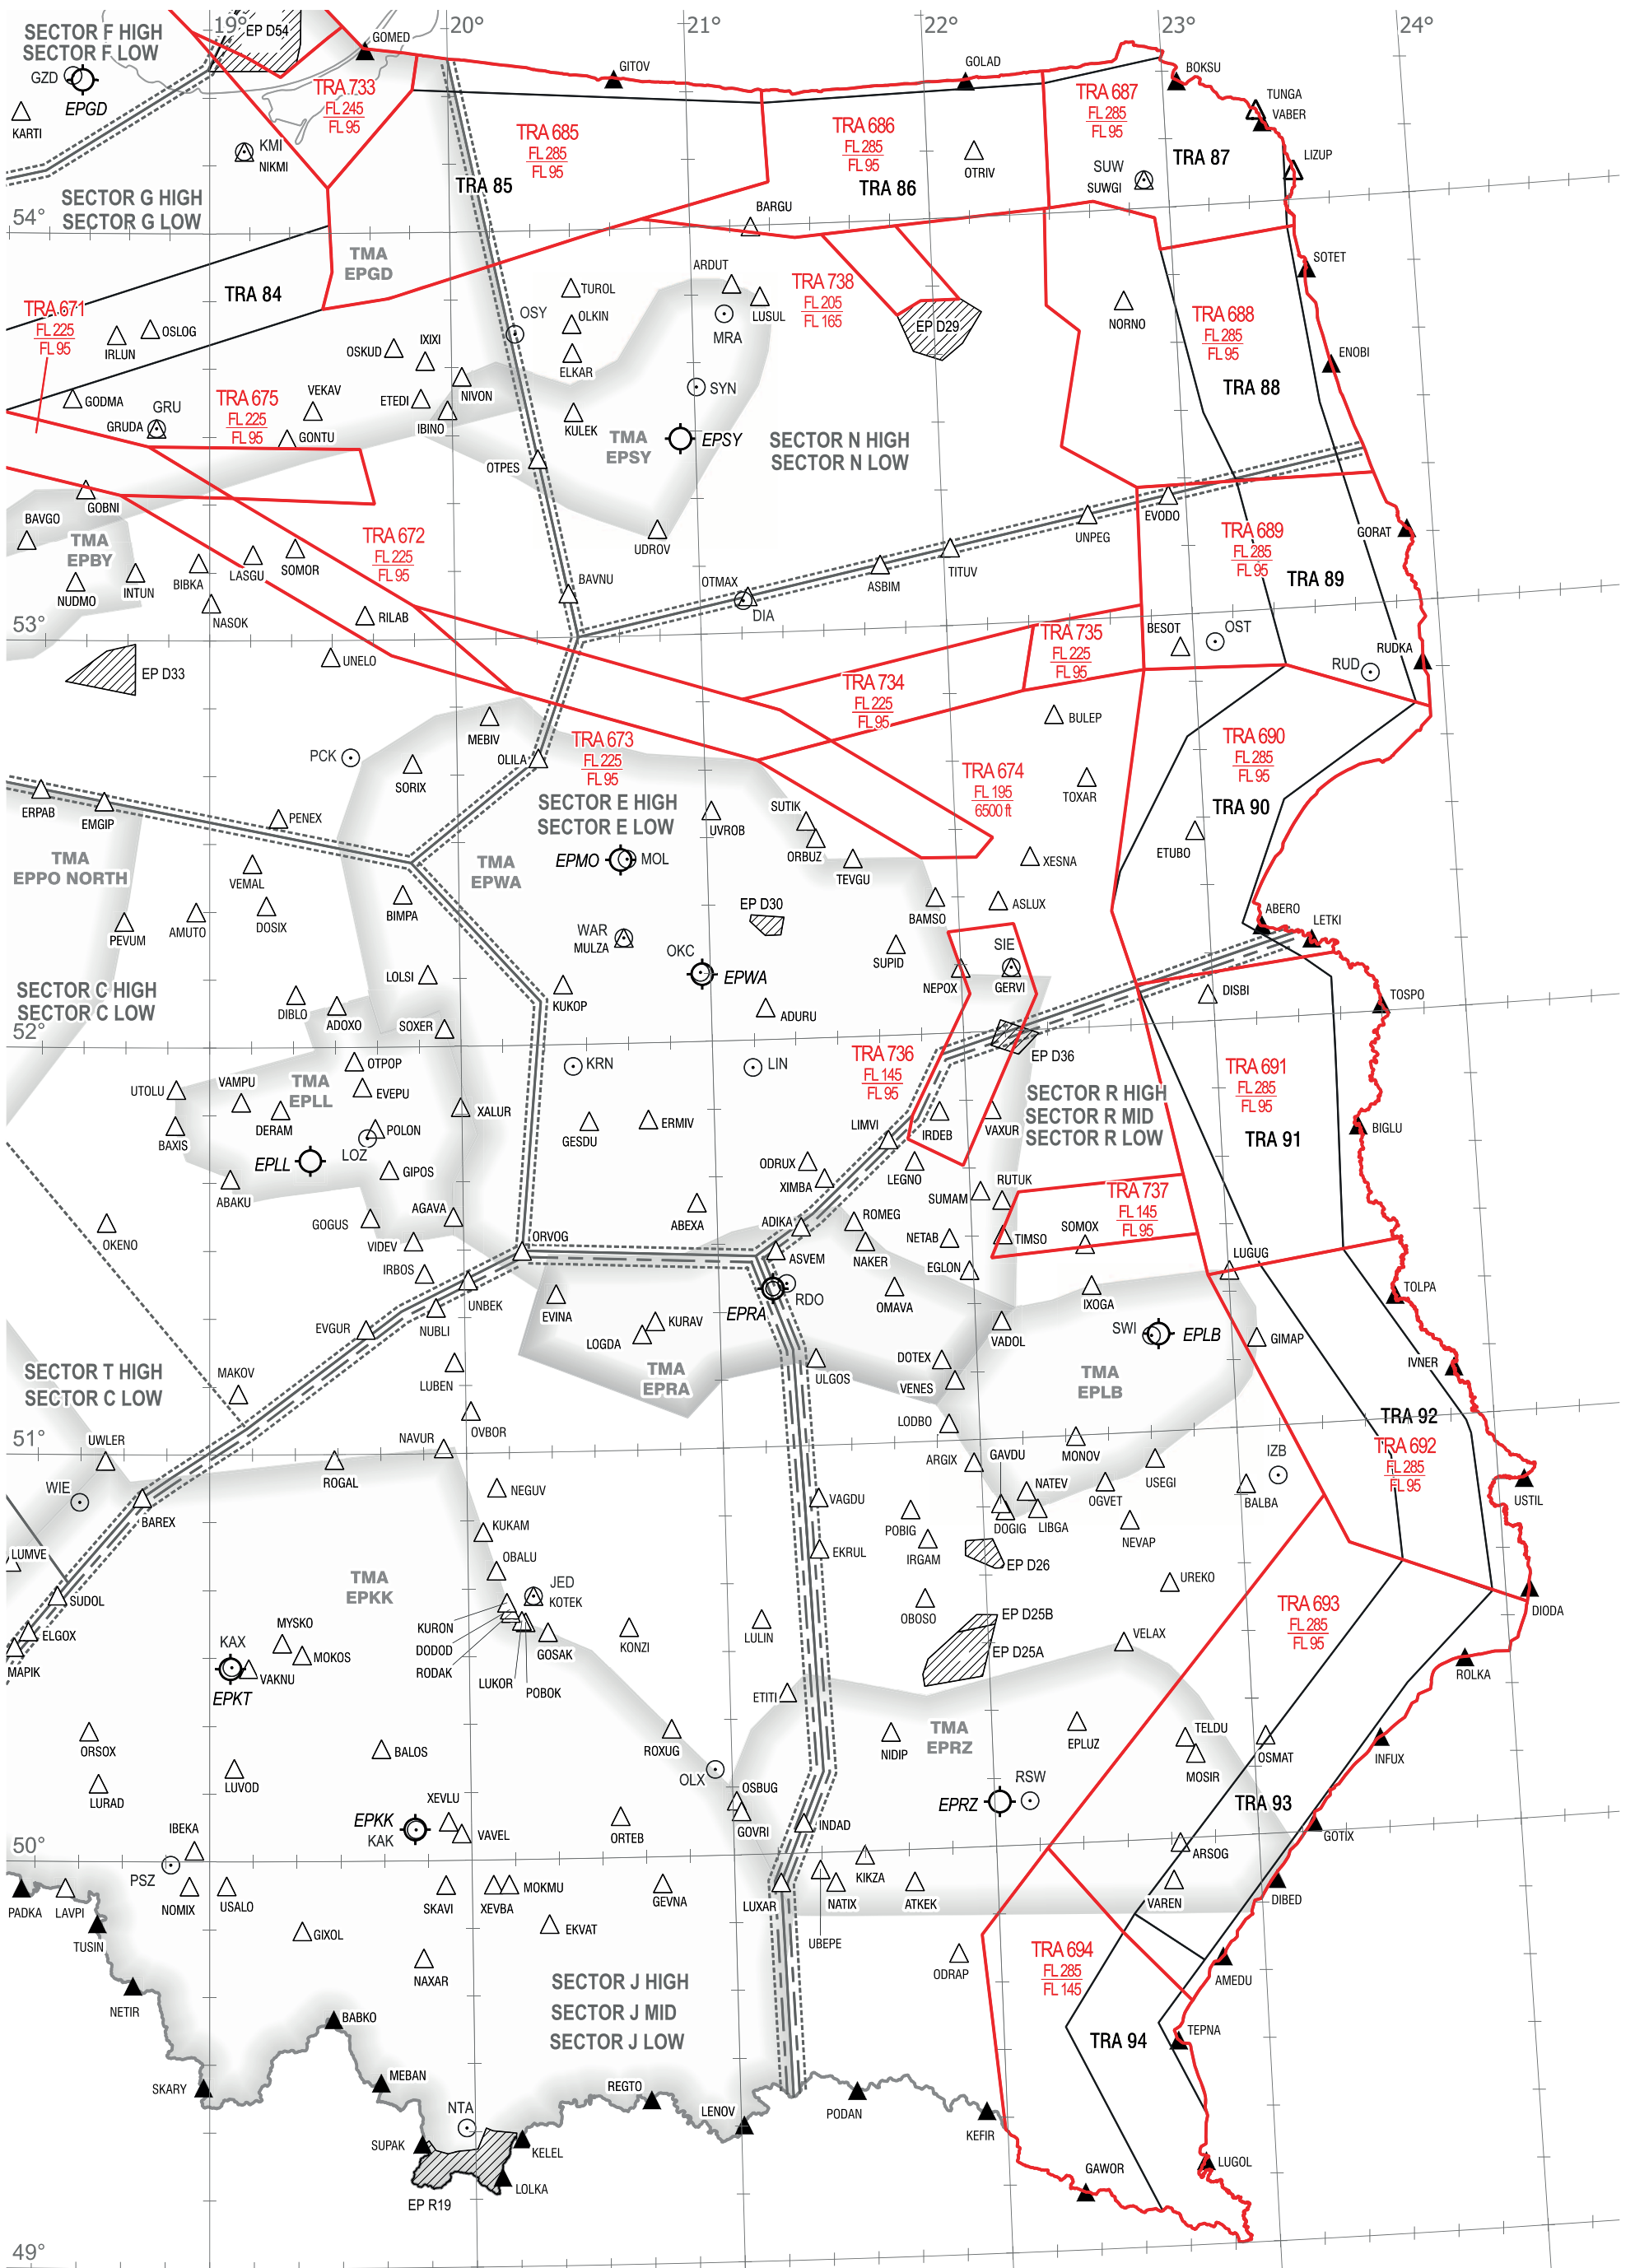 19°
20°
21°
22°
23°
24°
SECTOR F HIGH
SECTOR F LOW
EP D54
GOMED
GZD
EPGD
KARTI
TRA 733
FL 245
FL 95
GITOV
GOLAD
BOKSU
TUNGA
VABER
LIZUP
KMI
NIKMI
TRA 685
FL 285
FL 95
TRA 686
FL 285
FL 95
TRA 687
FL 285
FL 95
OTRIV
SUW
SUWGI
TRA 87
TRA 85
TRA 86
SECTOR G HIGH
SECTOR G LOW
54°
BARGU
TMA
EPGD
SOTET
TRA 84
TRA 671
FL 225
FL 95
IRLUN
OSLOG
OSKUD
IXIXI
OSY
TUROL
OLKIN
ELKAR
ARDUT
LUSUL
MRA
TRA 738
FL 205
FL 165
EP D29
NORNO
TRA 688
FL 285
FL 95
ENOBI
TRA 88
GODMA
GRU
GRUDA
TRA 675
FL 225
FL 95
VEKAV
GONTU
ETEDI
IBINO
NIVON
SYN
KULEK
TMA
EPSY
EPSY
SECTOR N HIGH
SECTOR N LOW
OTPES
GOBNI
BAVGO
TMA
EPBY
NUDMO
INTUN
BIBKA
LASGU
SOMOR
NASOK
TRA 672
FL 225
FL 95
UDROV
BAVNU
OTMAX
DIA
ASBIM
TITUV
UNPEG
EVODO
TRA 689
FL 285
FL 95
GORAT
TRA 89
53°
RILAB
UNELO
EP D33
TRA 735
FL 225
FL 95
BESOT
OST
RUD
RUDKA
TRA 734
FL 225
FL 95
BULEP
MEBIV
PCK
SORIX
OLILA
TRA 673
FL 225
FL 95
TRA 690
FL 285
FL 95
TRA 674
FL 195
6500 ft
TOXAR
TRA 90
ETUBO
ERPAB
EMGIP
PENEX
SECTOR E HIGH
SECTOR E LOW
UVROB
SUTIK
ORBUZ
TEVGU
XESNA
TMA
EPPO NORTH
TMA
EPWA
EPMO
MOL
VEMAL
DOSIX
AMUTO
PEVUM
BIMPA
EP D30
BAMSO
ASLUX
ABERO
LETKI
WAR
MULZA
OKC
EPWA
SUPID
NEPOX
SIE
GERVI
LOLSI
KUKOP
ADURU
DISBI
TOSPO
SECTOR C HIGH
SECTOR C LOW
52°
DIBLO
ADOXO
SOXER
OTPOP
EVEPU
KRN
LIN
TRA 736
FL 145
FL 95
EP D36
TRA 691
FL 285
FL 95
SECTOR R HIGH
SECTOR R MID
SECTOR R LOW
UTOLU
VAMPU
TMA
EPLL
DERAM
BAXIS
XALUR
POLON
LOZ
EPLL
GESDU
ERMIV
LIMVI
IRDEB
VAXUR
BIGLU
TRA 91
ABAKU
GIPOS
ODRUX
XIMBA
LEGNO
SUMAM
RUTUK
TRA 737
FL 145
FL 95
OKENO
GOGUS
AGAVA
VIDEV
IRBOS
ORVOG
ABEXA
ADIKA
ROMEG
NAKER
NETAB
TIMSO
SOMOX
LUGUG
ASVEM
EGLON
OMAVA
RDO
EPRA
IXOGA
TOLPA
UNBEK
NUBLI
EVGUR
EVINA
LOGDA
KURAV
VADOL
SWI
EPLB
GIMAP
TMA
EPRA
ULGOS
DOTEX
VENES
TMA
EPLB
IVNER
SECTOR T HIGH
SECTOR C LOW
MAKOV
LUBEN
OVBOR
LODBO
TRA 92
51°
UWLER
NAVUR
ROGAL
ARGIX
GAVDU
MONOV
USEGI
IZB
BALBA
TRA 692
FL 285
FL 95
USTIL
WIE
BAREX
NEGUV
KUKAM
VAGDU
POBIG
NATEV
DOGIG
LIBGA
OGVET
NEVAP
LUMVE
OBALU
EKRUL
IRGAM
EP D26
UREKO
SUDOL
TMA
EPKK
JED
KOTEK
OBOSO
TRA 693
FL 285
FL 95
DIODA
ELGOX
MAPIK
MYSKO
MOKOS
KAX
VAKNU
EPKT
KURON
DODOD
RODAK
LUKOR
POBOK
GOSAK
KONZI
LULIN
EP D25B
EP D25A
VELAX
ROLKA
ETITI
ORSOX
LURAD
LUVOD
BALOS
ROXUG
OLX
NIDIP
TMA
EPRZ
EPLUZ
TELDU
MOSIR
OSMAT
INFUX
OSBUG
GOVRI
INDAD
EPRZ
RSW
TRA 93
GOTIX
XEVLU
EPKK
KAK
VAVEL
ORTEB
50°
IBEKA
PSZ
KIKZA
ARSOG
PADKA
LAVPI
TUSIN
NOMIX
USALO
SKAVI
XEVBA
MOKMU
GEVNA
LUXAR
NATIX
ATKEK
VAREN
DIBED
GIXOL
EKVAT
UBEPE
ODRAP
NAXAR
TRA 694
FL 285
FL 145
AMEDU
NETIR
SECTOR J HIGH
SECTOR J MID
SECTOR J LOW
BABKO
TRA 94
TEPNA
SKARY
MEBAN
REGTO
LENOV
PODAN
KEFIR
NTA
SUPAK
KELEL
LOLKA
EP R19
GAWOR
LUGOL
49°